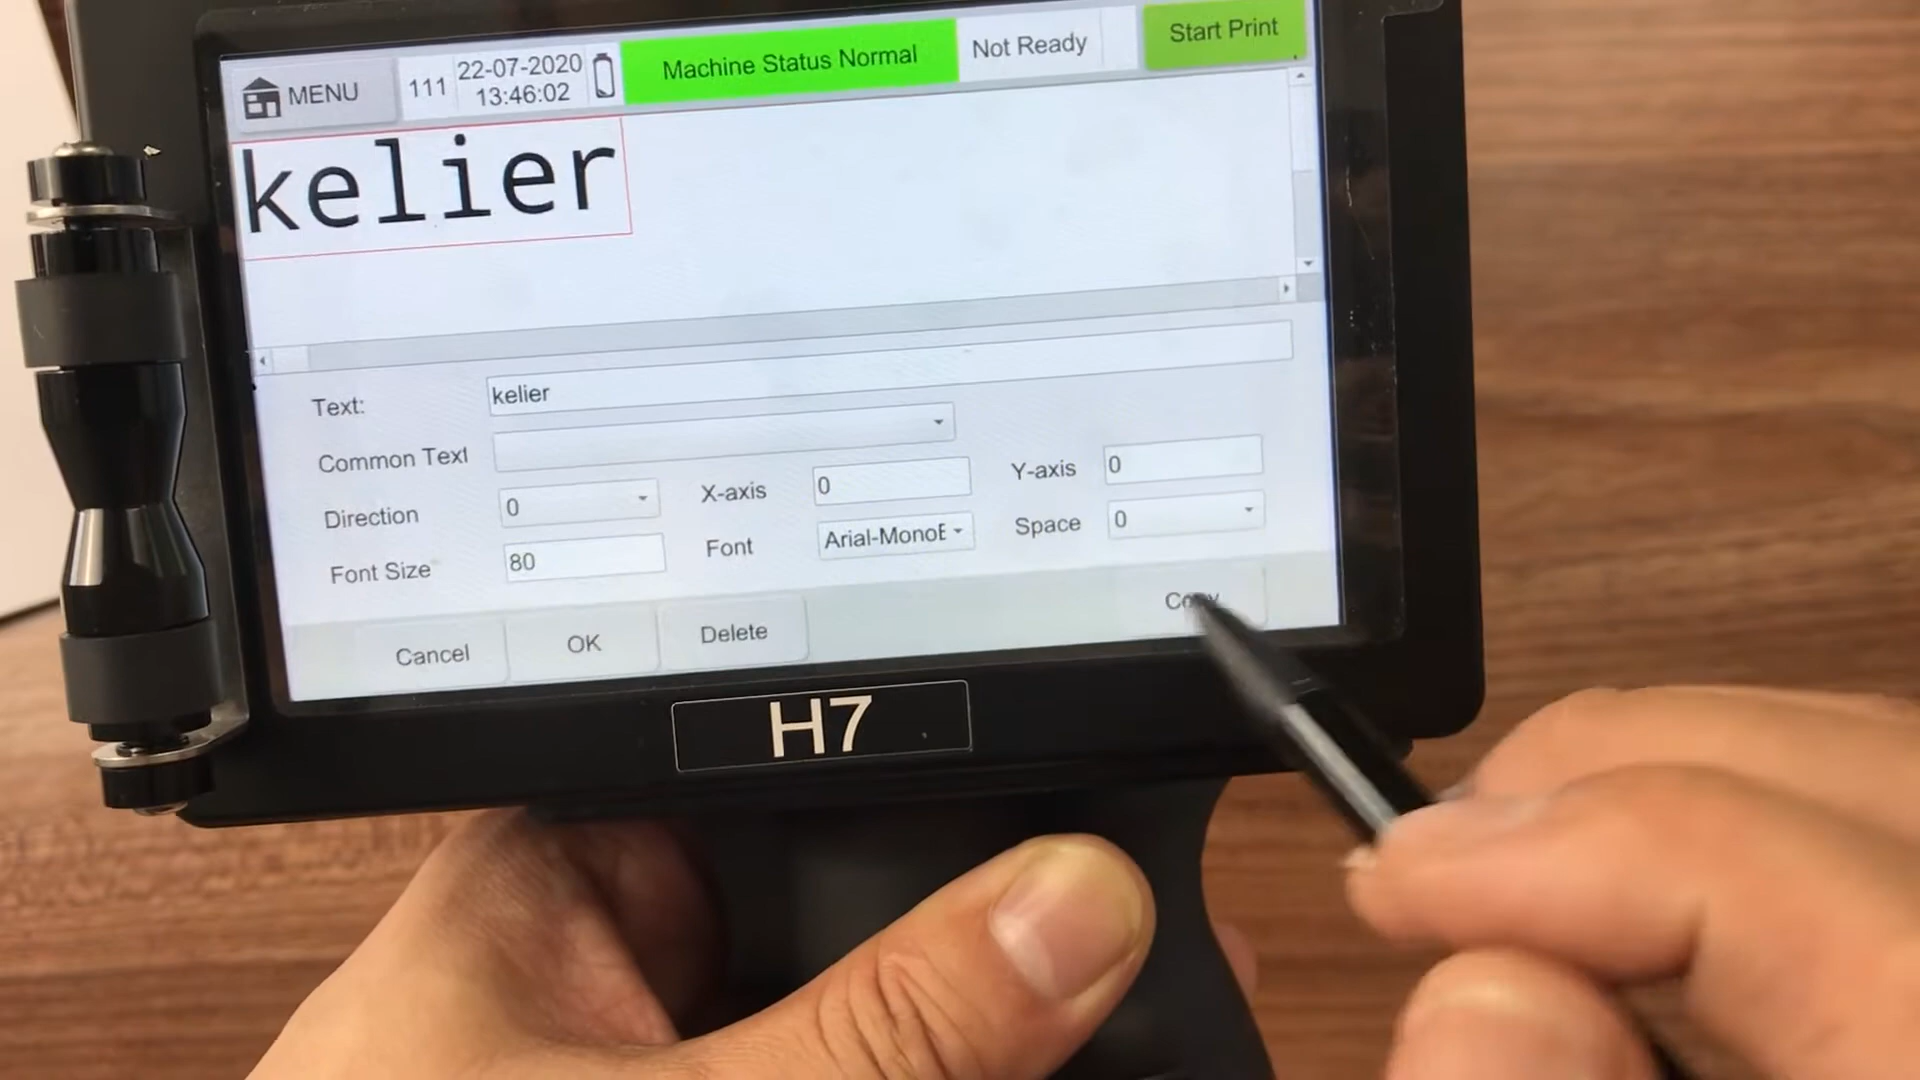 MENU 111 22-07-2020 13:46:02 Machine Status Normal Not Ready Start Print
kelier
Text: kelier
Common Text
Direction 0 X-axis 0 Y-axis 0
Font Size 80 Font Arial-MonoE Space 0
Cancel OK Delete Copy
H7